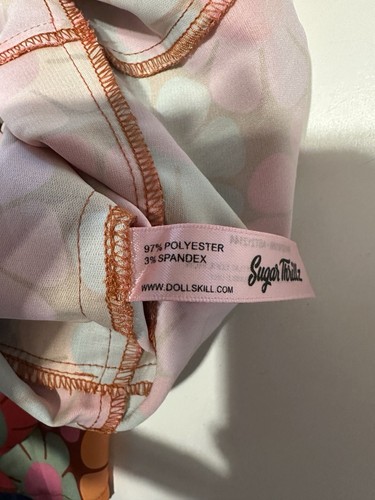 97% POLYESTER
3% SPANDEX
Sugar Thrillz
WWW.DOLLSKILL.COM